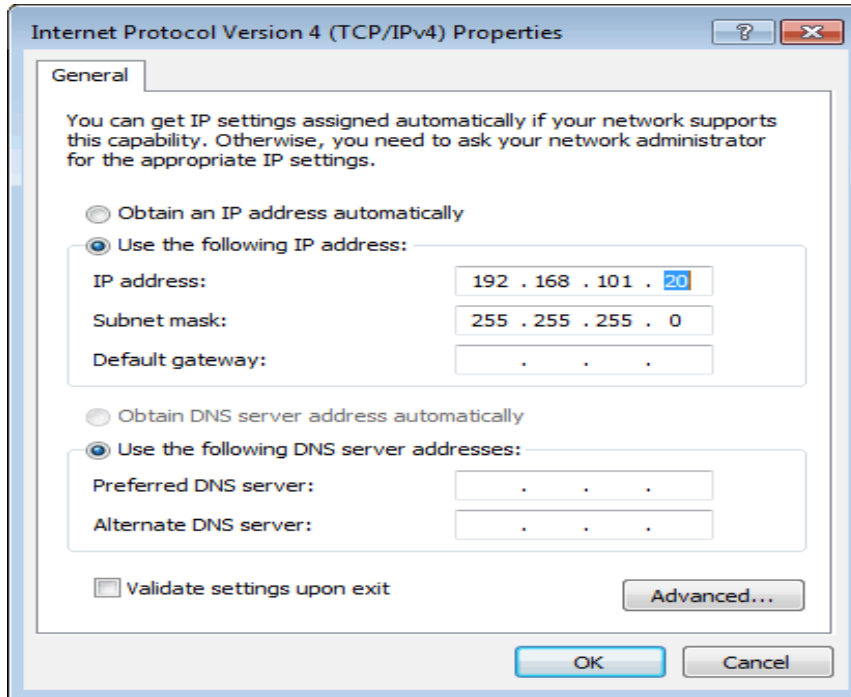 Internet Protocol Version 4 (TCP/IPv4) Properties
?
General
You can get IP settings assigned automatically if your network supports
this capability. Otherwise, you need to ask your network administrator
for the appropriate IP settings.
Obtain an IP address automatically
Use the following IP address:
IP address: 192 . 168 . 101 . 20
Subnet mask: 255 . 255 . 255 . 0
Default gateway: . . .
Obtain DNS server address automatically
Use the following DNS server addresses:
Preferred DNS server: . . .
Alternate DNS server: . . .
Validate settings upon exit
Advanced...
OK Cancel